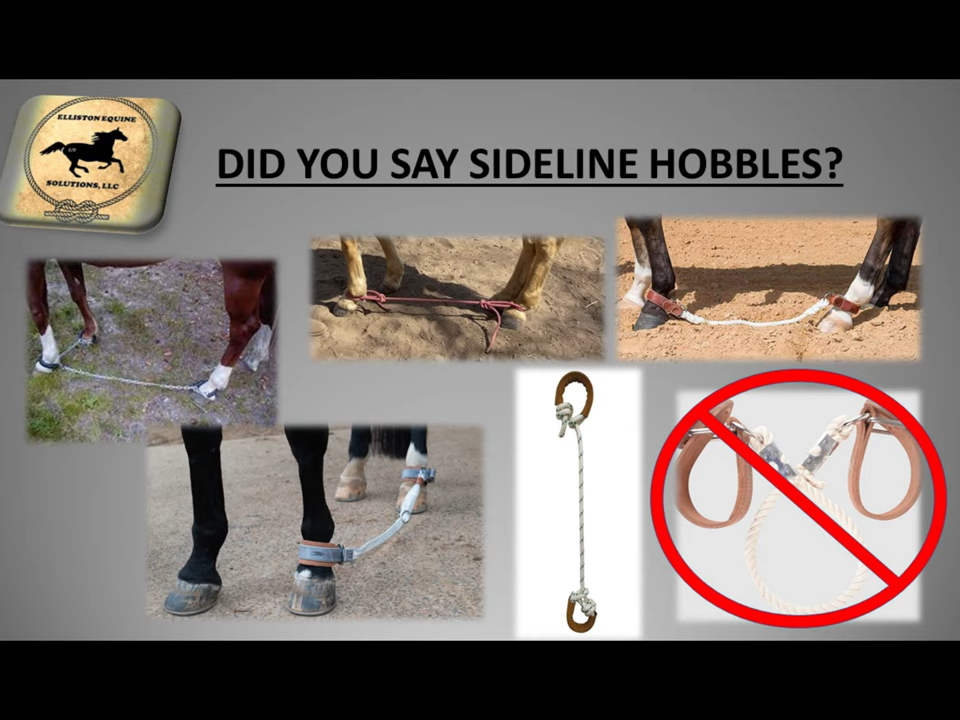 ELLISTON EQUINE
SOLUTIONS, LLC
DID YOU SAY SIDELINE HOBBLES?